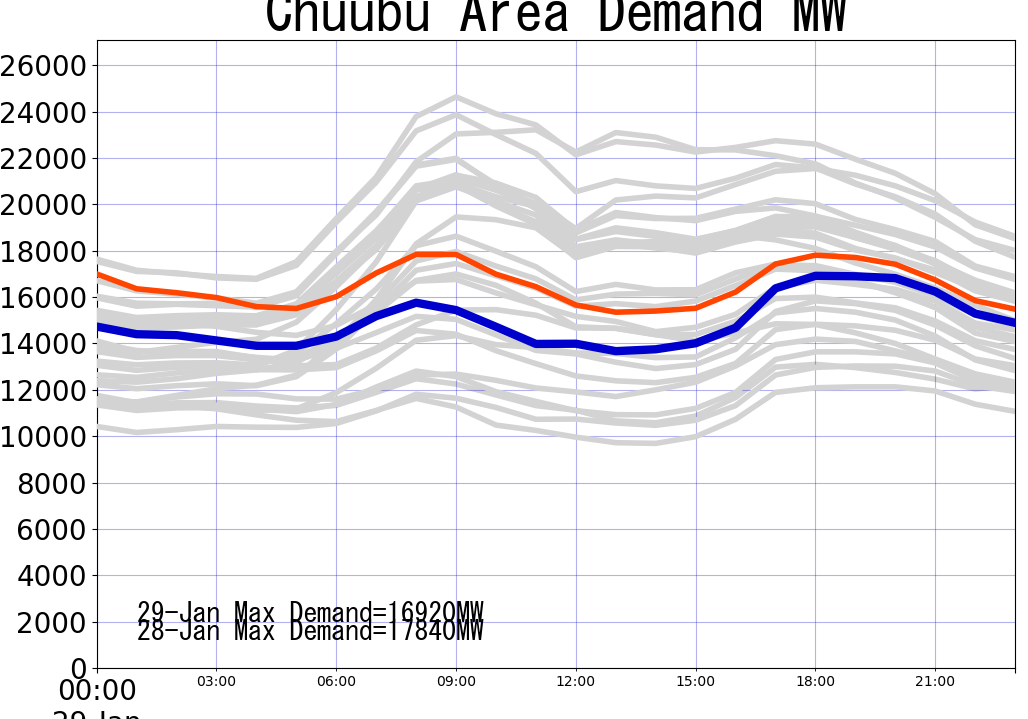 Chuubu Area Demand MW
26000
24000
22000
20000
18000
16000
14000
12000
10000
8000
6000
4000
2000
0
29-Jan Max Demand=16920MW
28-Jan Max Demand=17840MW
00:00 03:00 06:00 09:00 12:00 15:00 18:00 21:00
29-Jan